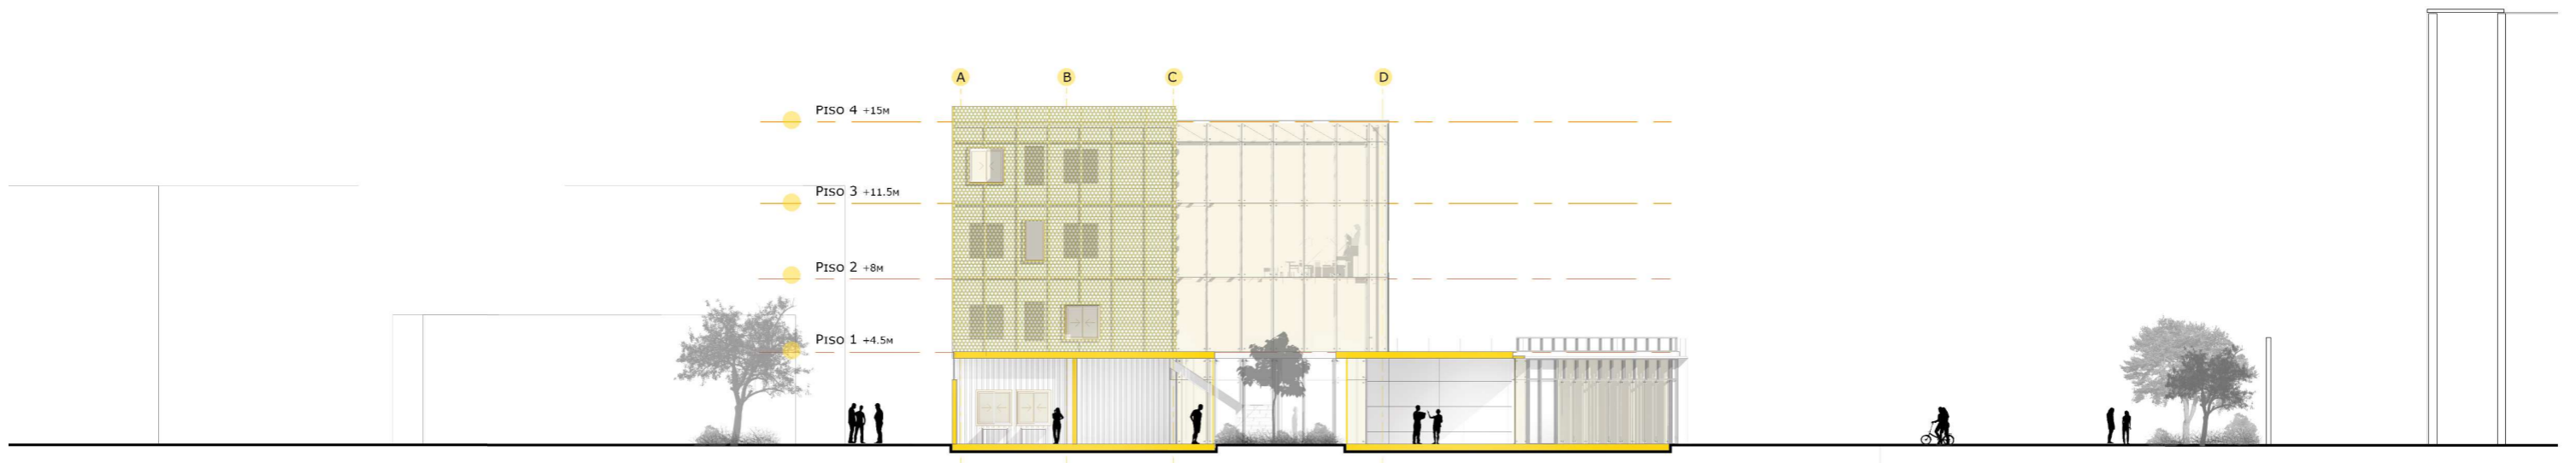 A
B
C
D
PISO 4 +15M
PISO 3 +11.5M
PISO 2 +8M
PISO 1 +4.5M